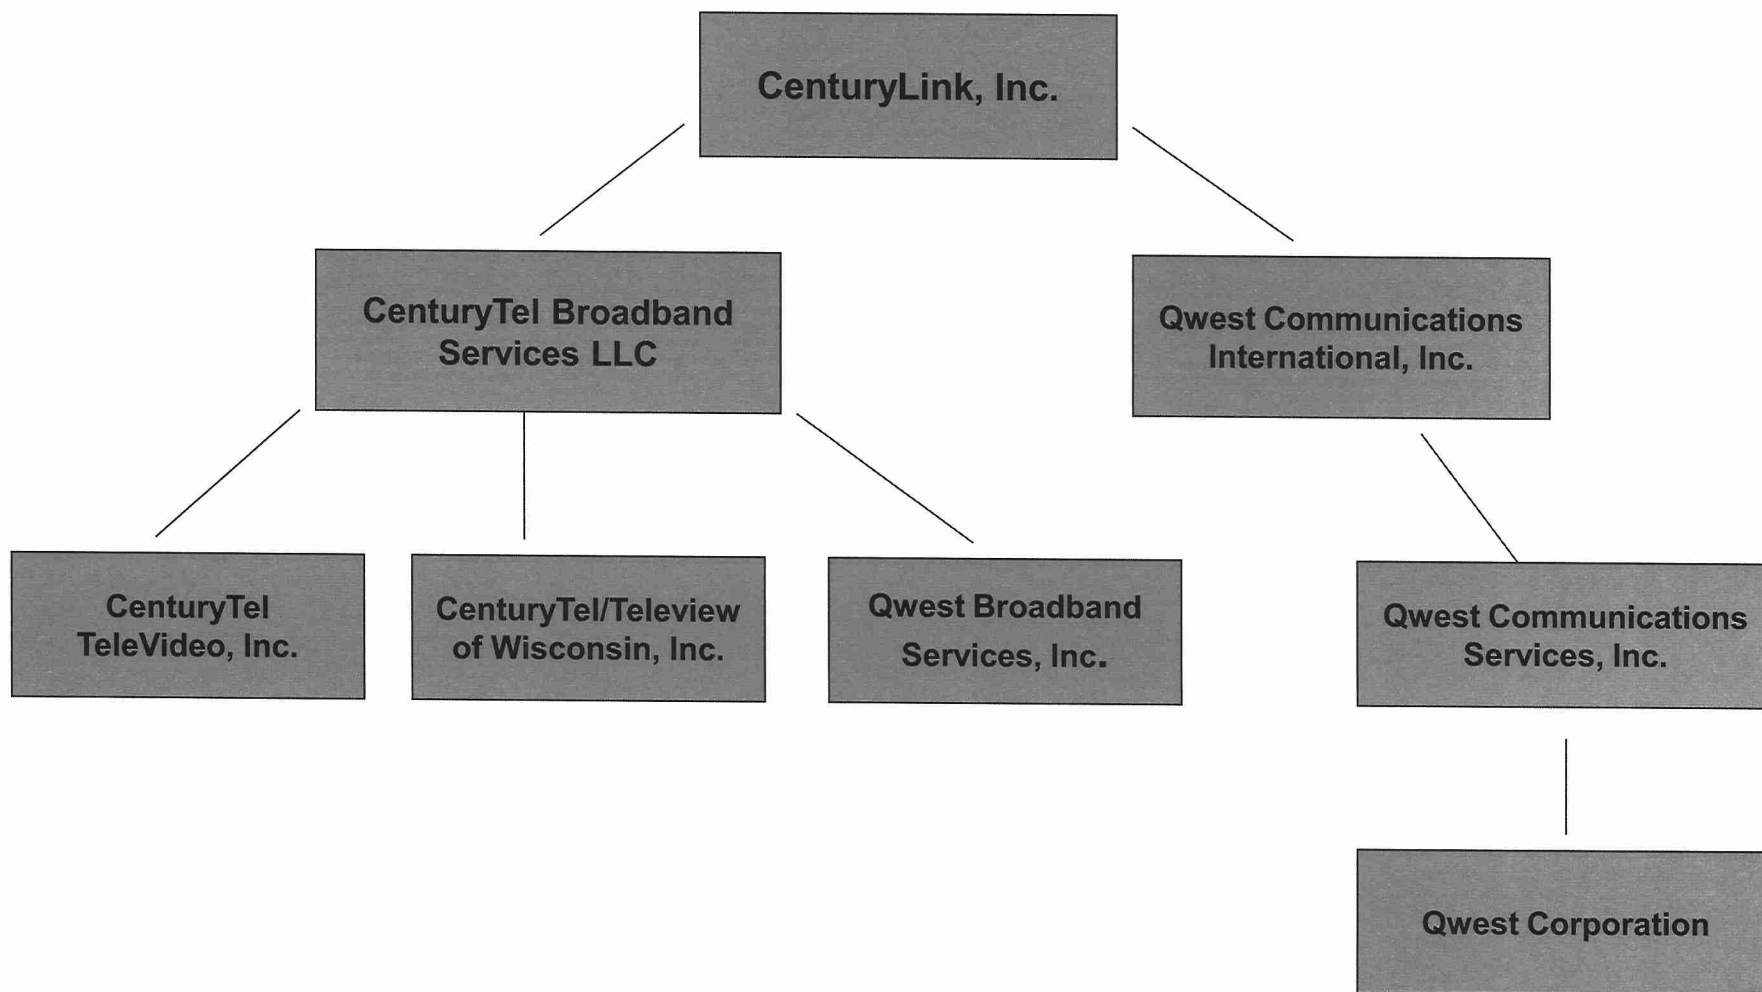 CenturyLink, Inc.
CenturyTel Broadband
Services LLC
Qwest Communications
International, Inc.
CenturyTel
TeleVideo, Inc.
CenturyTel/Teleview
of Wisconsin, Inc.
Qwest Broadband
Services, Inc.
Qwest Communications
Services, Inc.
Qwest Corporation